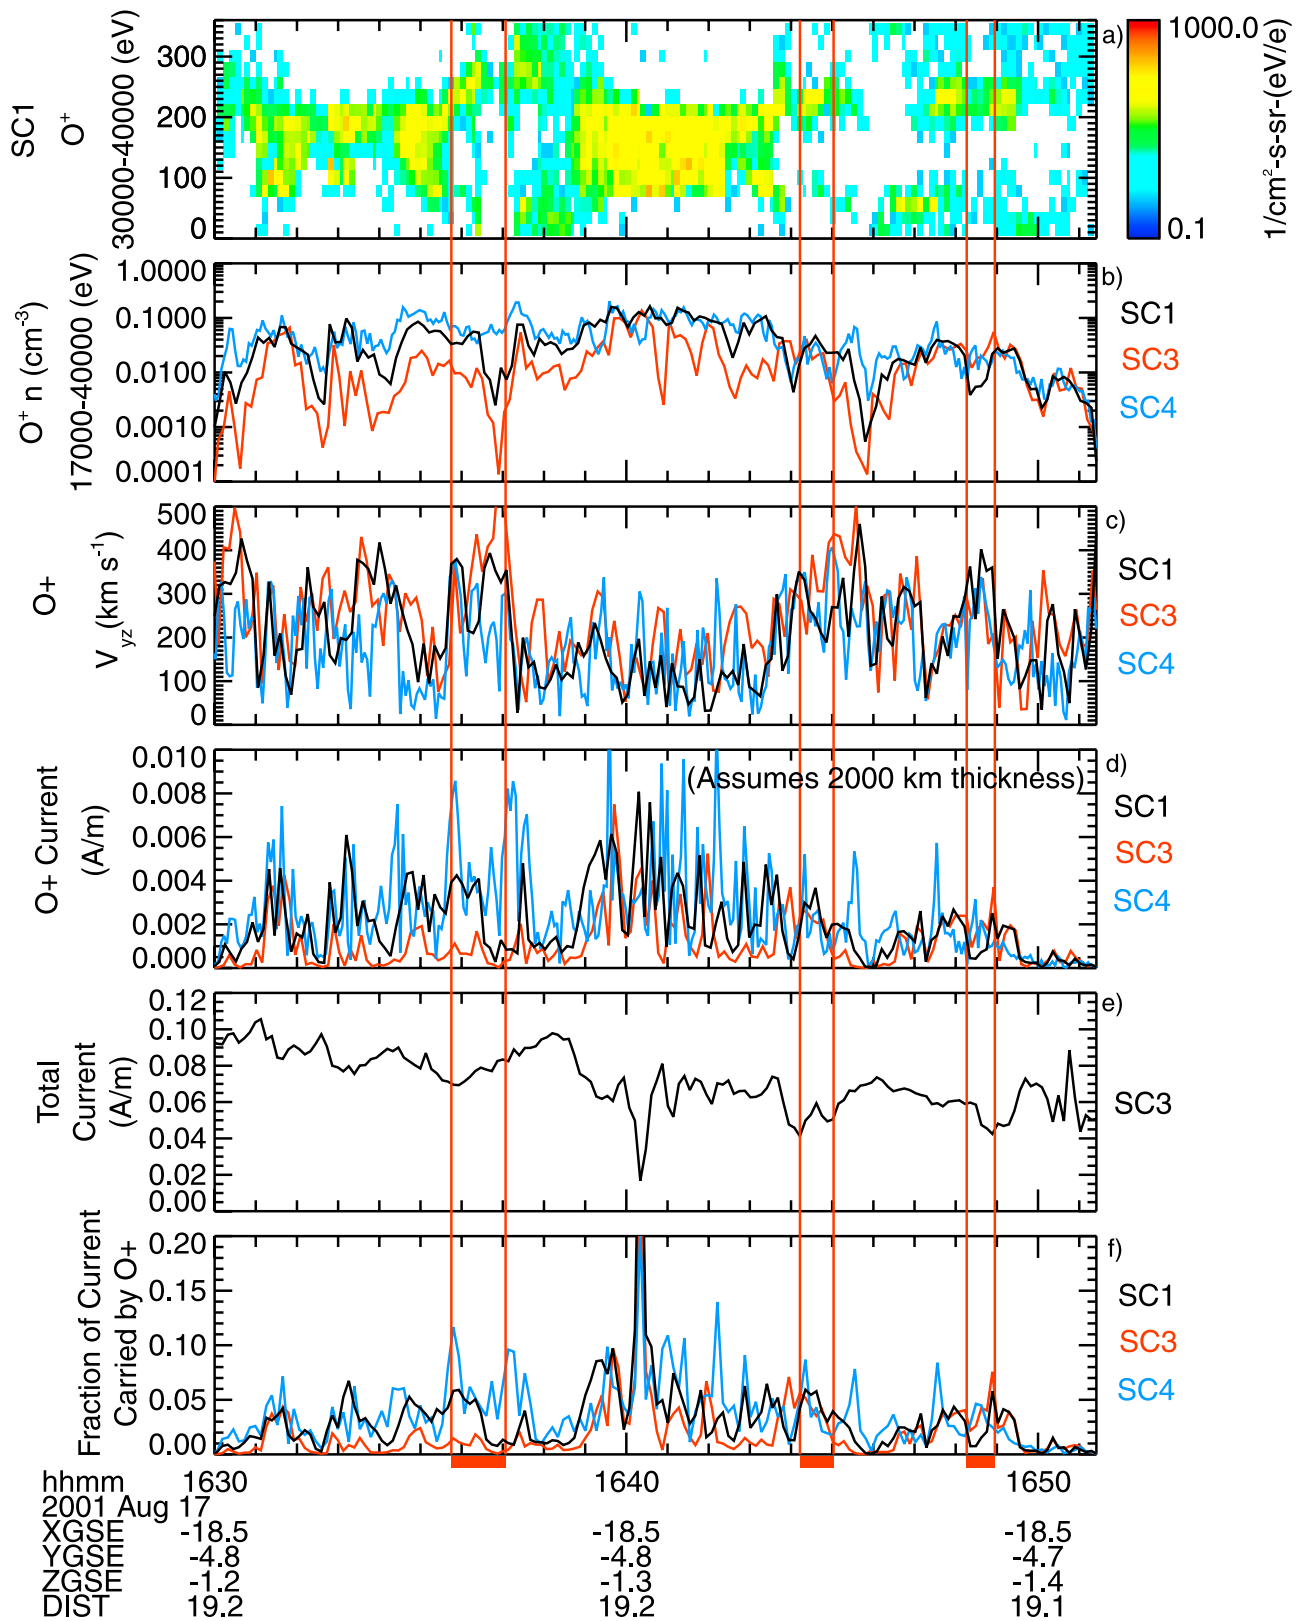 SC1
O⁺
30000-40000 (eV)
300
200
100
0
a)
1000.0
0.1
1/cm²-s-sr-(eV/e)
O⁺ n (cm⁻³)
17000-40000 (eV)
1.0000
0.1000
0.0100
0.0010
0.0001
b)
SC1
SC3
SC4
O+
V_yz (km s⁻¹)
500
400
300
200
100
0
c)
SC1
SC3
SC4
O+ Current
(A/m)
0.010
0.008
0.006
0.004
0.002
0.000
(Assumes 2000 km thickness)
d)
SC1
SC3
SC4
Total
Current
(A/m)
0.12
0.10
0.08
0.06
0.04
0.02
0.00
e)
SC3
Fraction of Current
Carried by O+
0.20
0.15
0.10
0.05
0.00
f)
SC1
SC3
SC4
hhmm 1630 1640 1650
2001 Aug 17
XGSE -18.5 -18.5 -18.5
YGSE -4.8 -4.8 -4.7
ZGSE -1.2 -1.3 -1.4
DIST 19.2 19.2 19.1